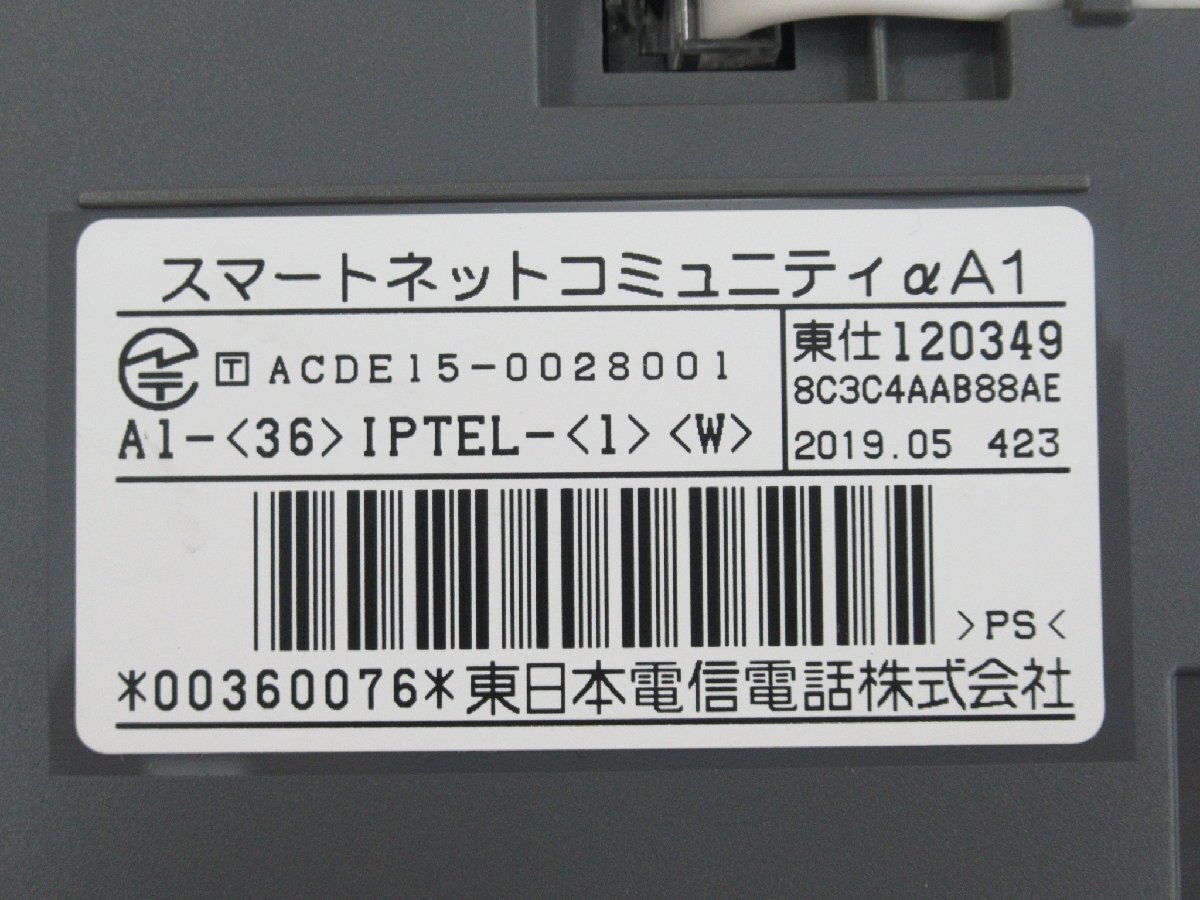 スマートネットコミュニティαA1
T ACDE15-0028001
A1-<36>IPTEL-<1><W>
東仕120349
8C3C4AAB88AE
2019.05 423
>PS<
*00360076*東日本電信電話株式会社